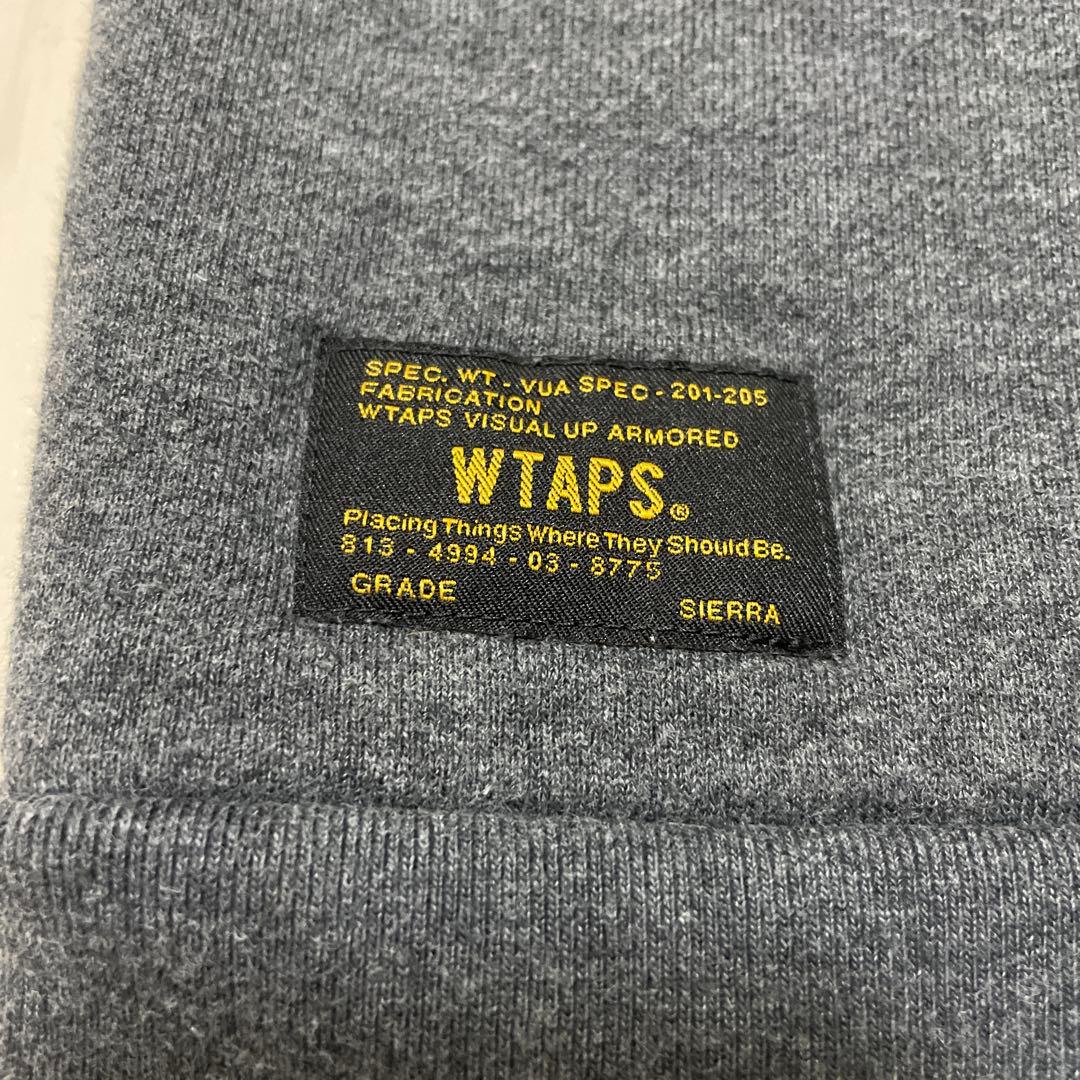 SPEC. WT - VUA SPEC - 201-205
FABRICATION
WTAPS VISUAL UP ARMORED
WTAPS.®
Placing Things Where They Should Be.
813 - 4994 - 03 - 8775
GRADE SIERRA